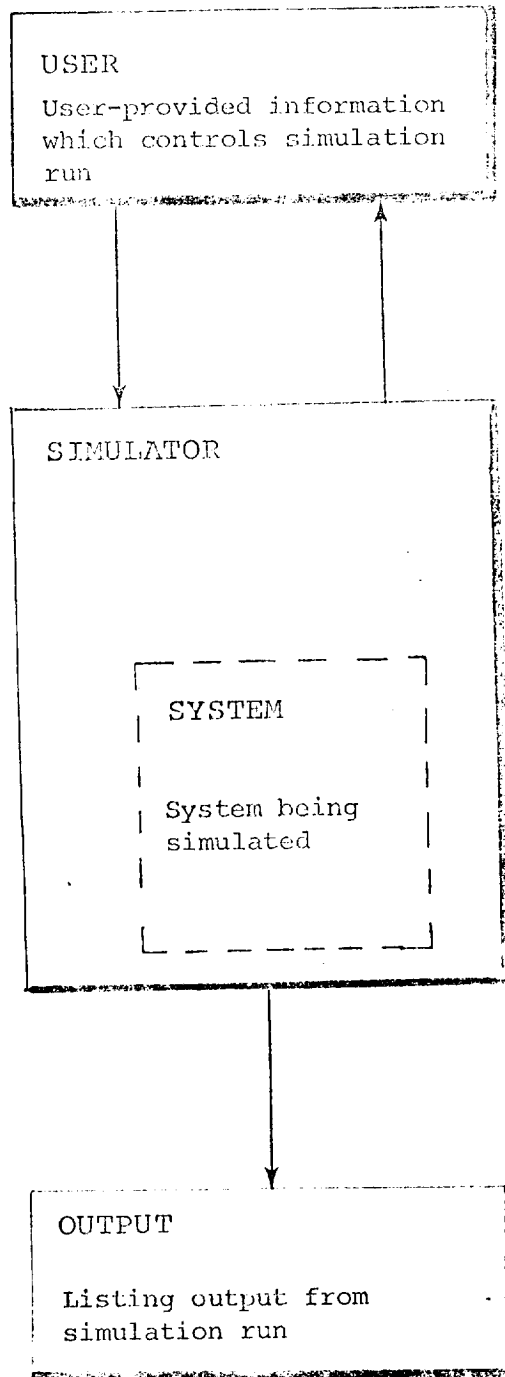 USER
User-provided information
which controls simulation
run
SIMULATOR
SYSTEM
System being
simulated
OUTPUT
Listing output from
simulation run